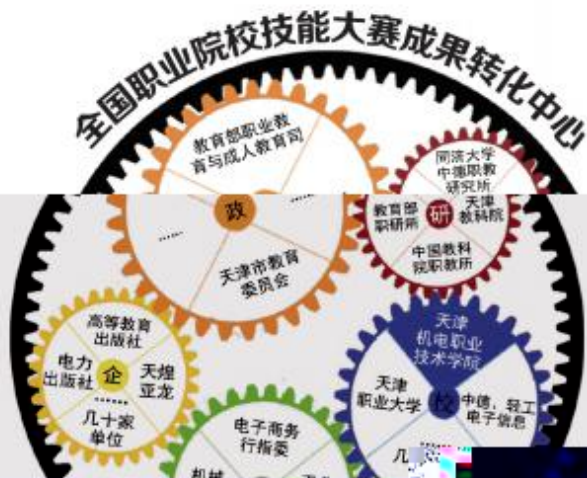 全国职业院校技能大赛成果转化中心
教育部职业教
育与成人教育司
政
……
……
天津市教育
委员会
同济大学
中德职教
研究所
教育部
职研所
研
天津
教科院
中国教科
院职教所
高等教育
出版社
电力
出版社
企
天煌
亚龙
……
几十家
单位
天津
机电职业
技术学院
天津
职业大学
校
中德、轻工
电子信息
……
几
电子商务
行指委
机械